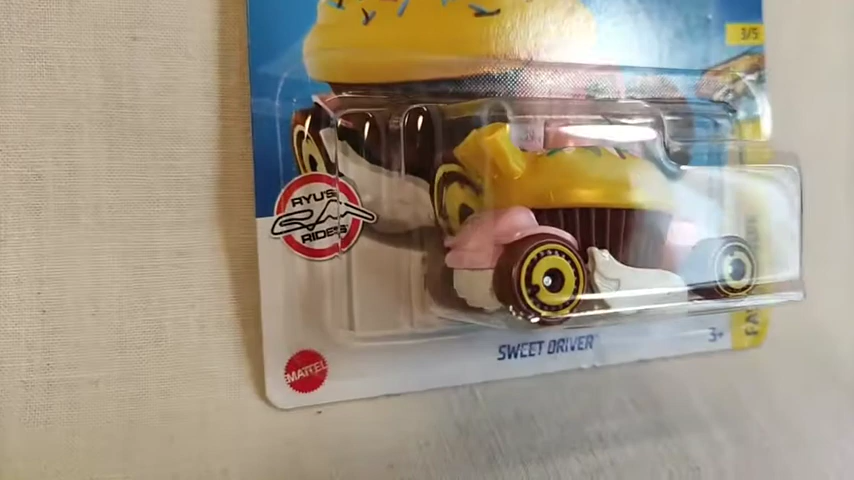 3/5
RYU'S
RIDES
SWEET DRIVER
3+
MATTEL